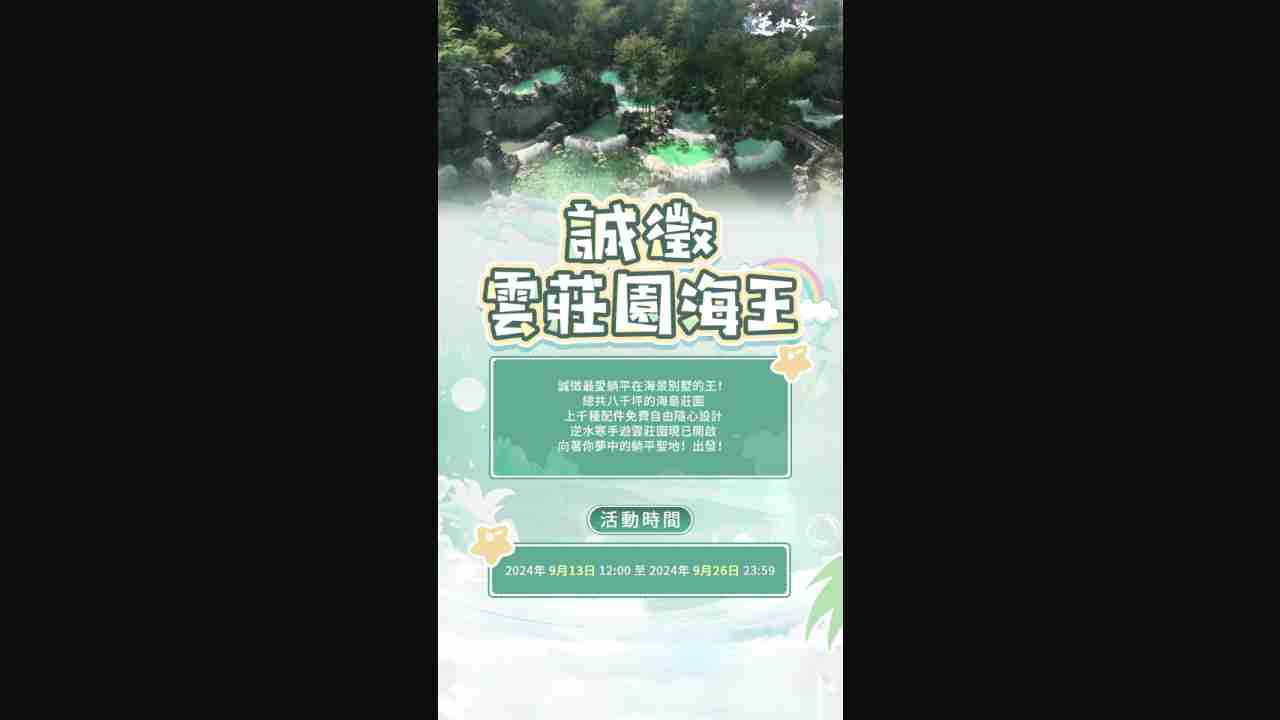 逆水寒
誠徵
雲莊園海王
誠徵最愛躺平在海景別墅的王!
總共八千坪的海島莊園
上千種配件免費自由隨心設計
逆水寒手遊雲莊園現已開啟
向著你夢中的躺平聖地!出發!
活動時間
2024年 9月13日 12:00 至 2024年 9月26日 23:59